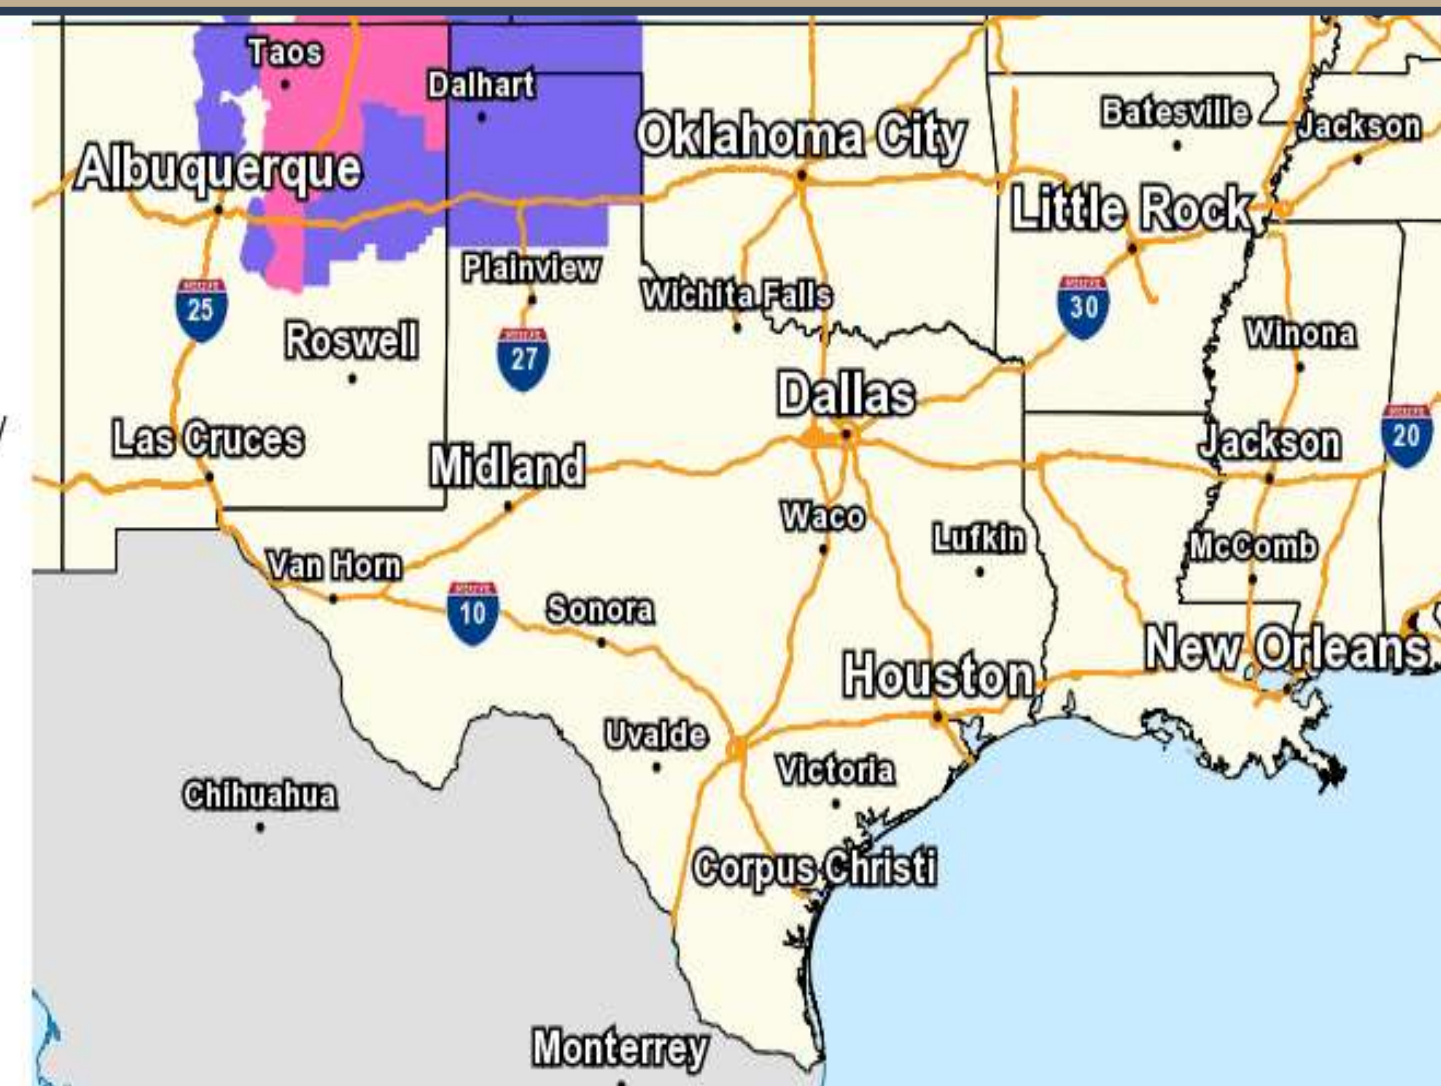 Taos
Dalhart
Batesville
Oklahoma City
Jackson
Albuquerque
Little Rock
Plainview
Wichita Falls
25
30
Roswell
Winona
27
Dallas
Las Cruces
20
Jackson
Midland
Waco
Lufkin
McComb
Van Horn
10
Sonora
New Orleans
Houston
Uvalde
Victoria
Chihuahua
Corpus Christi
Monterrey